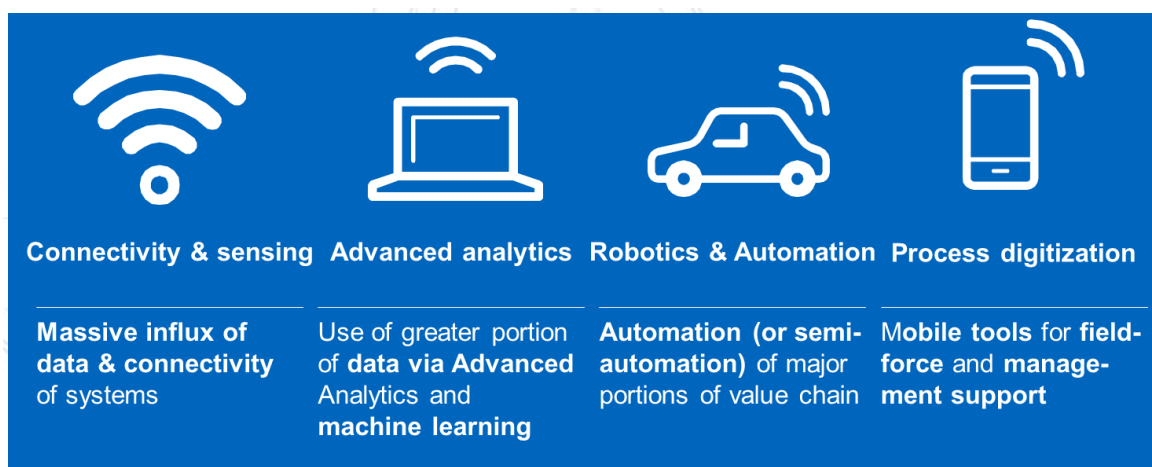 Connectivity & sensing
Massive influx of
data & connectivity
of systems
Advanced analytics
Use of greater portion
of data via Advanced
Analytics and
machine learning
Robotics & Automation
Automation (or semi-
automation) of major
portions of value chain
Process digitization
Mobile tools for field-
force and manage-
ment support